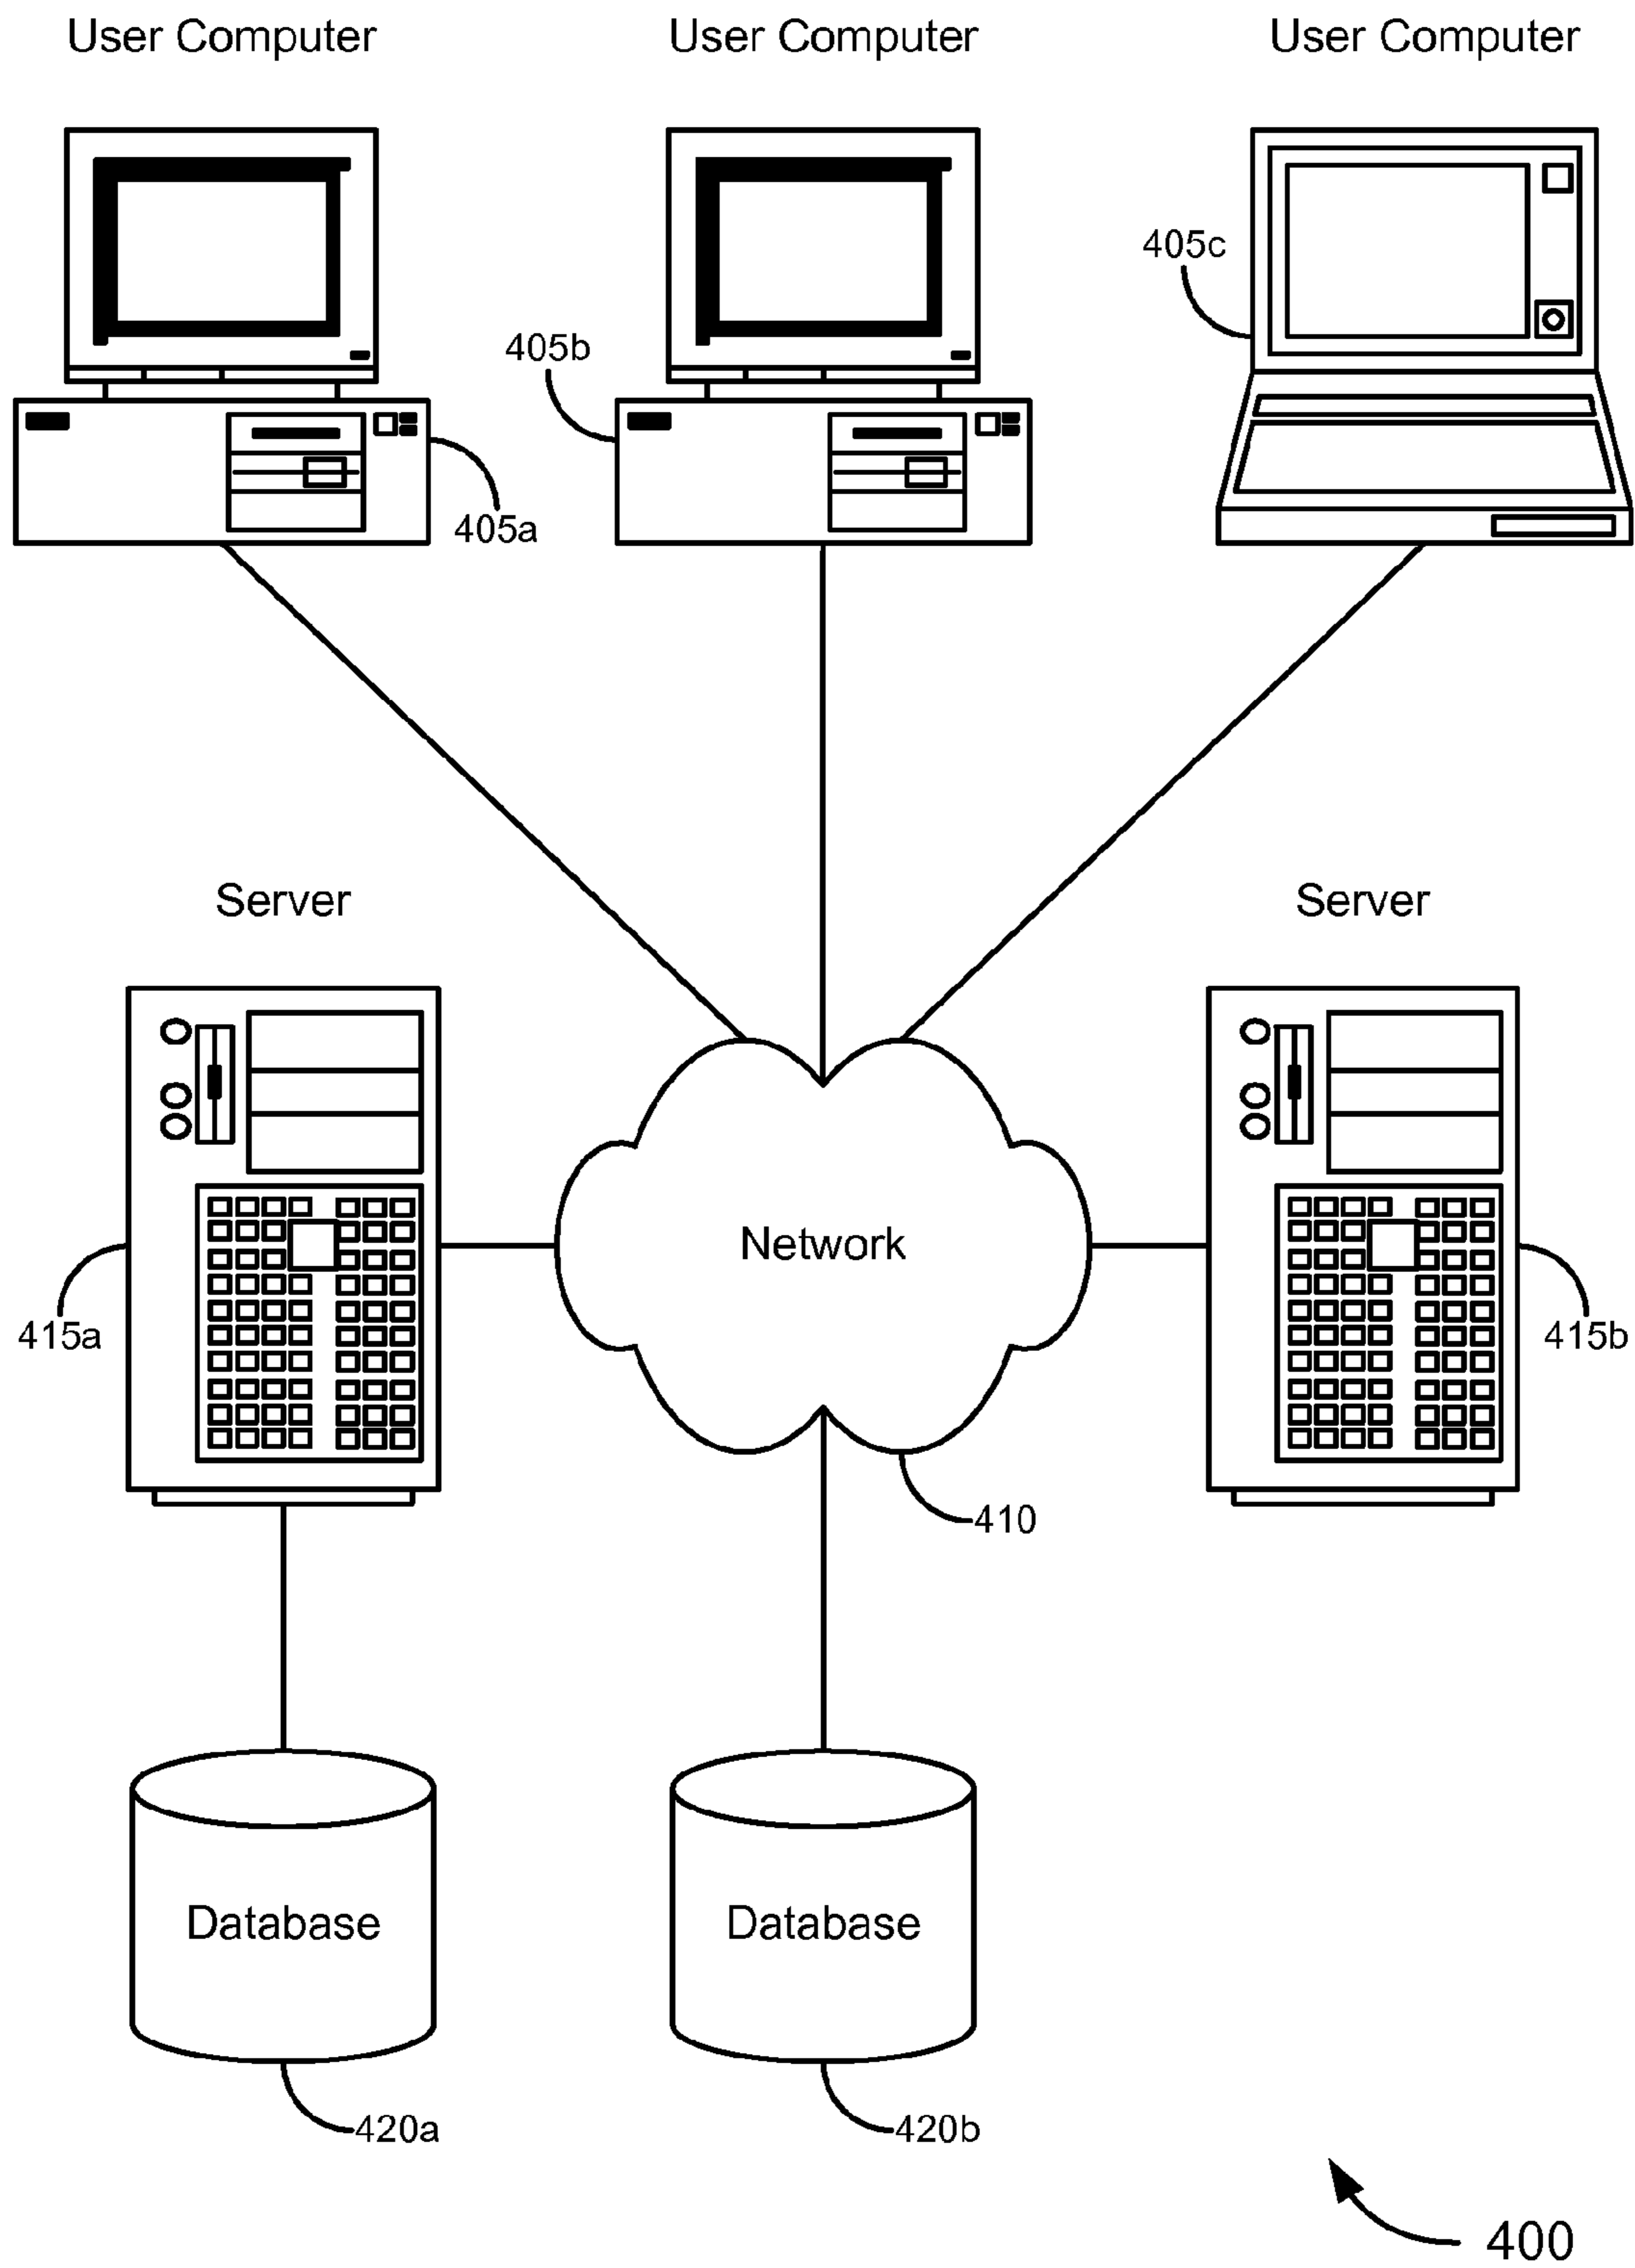 User Computer
User Computer
User Computer
405c
405b
405a
Server
Server
Network
415a
415b
410
Database
Database
420a
420b
400